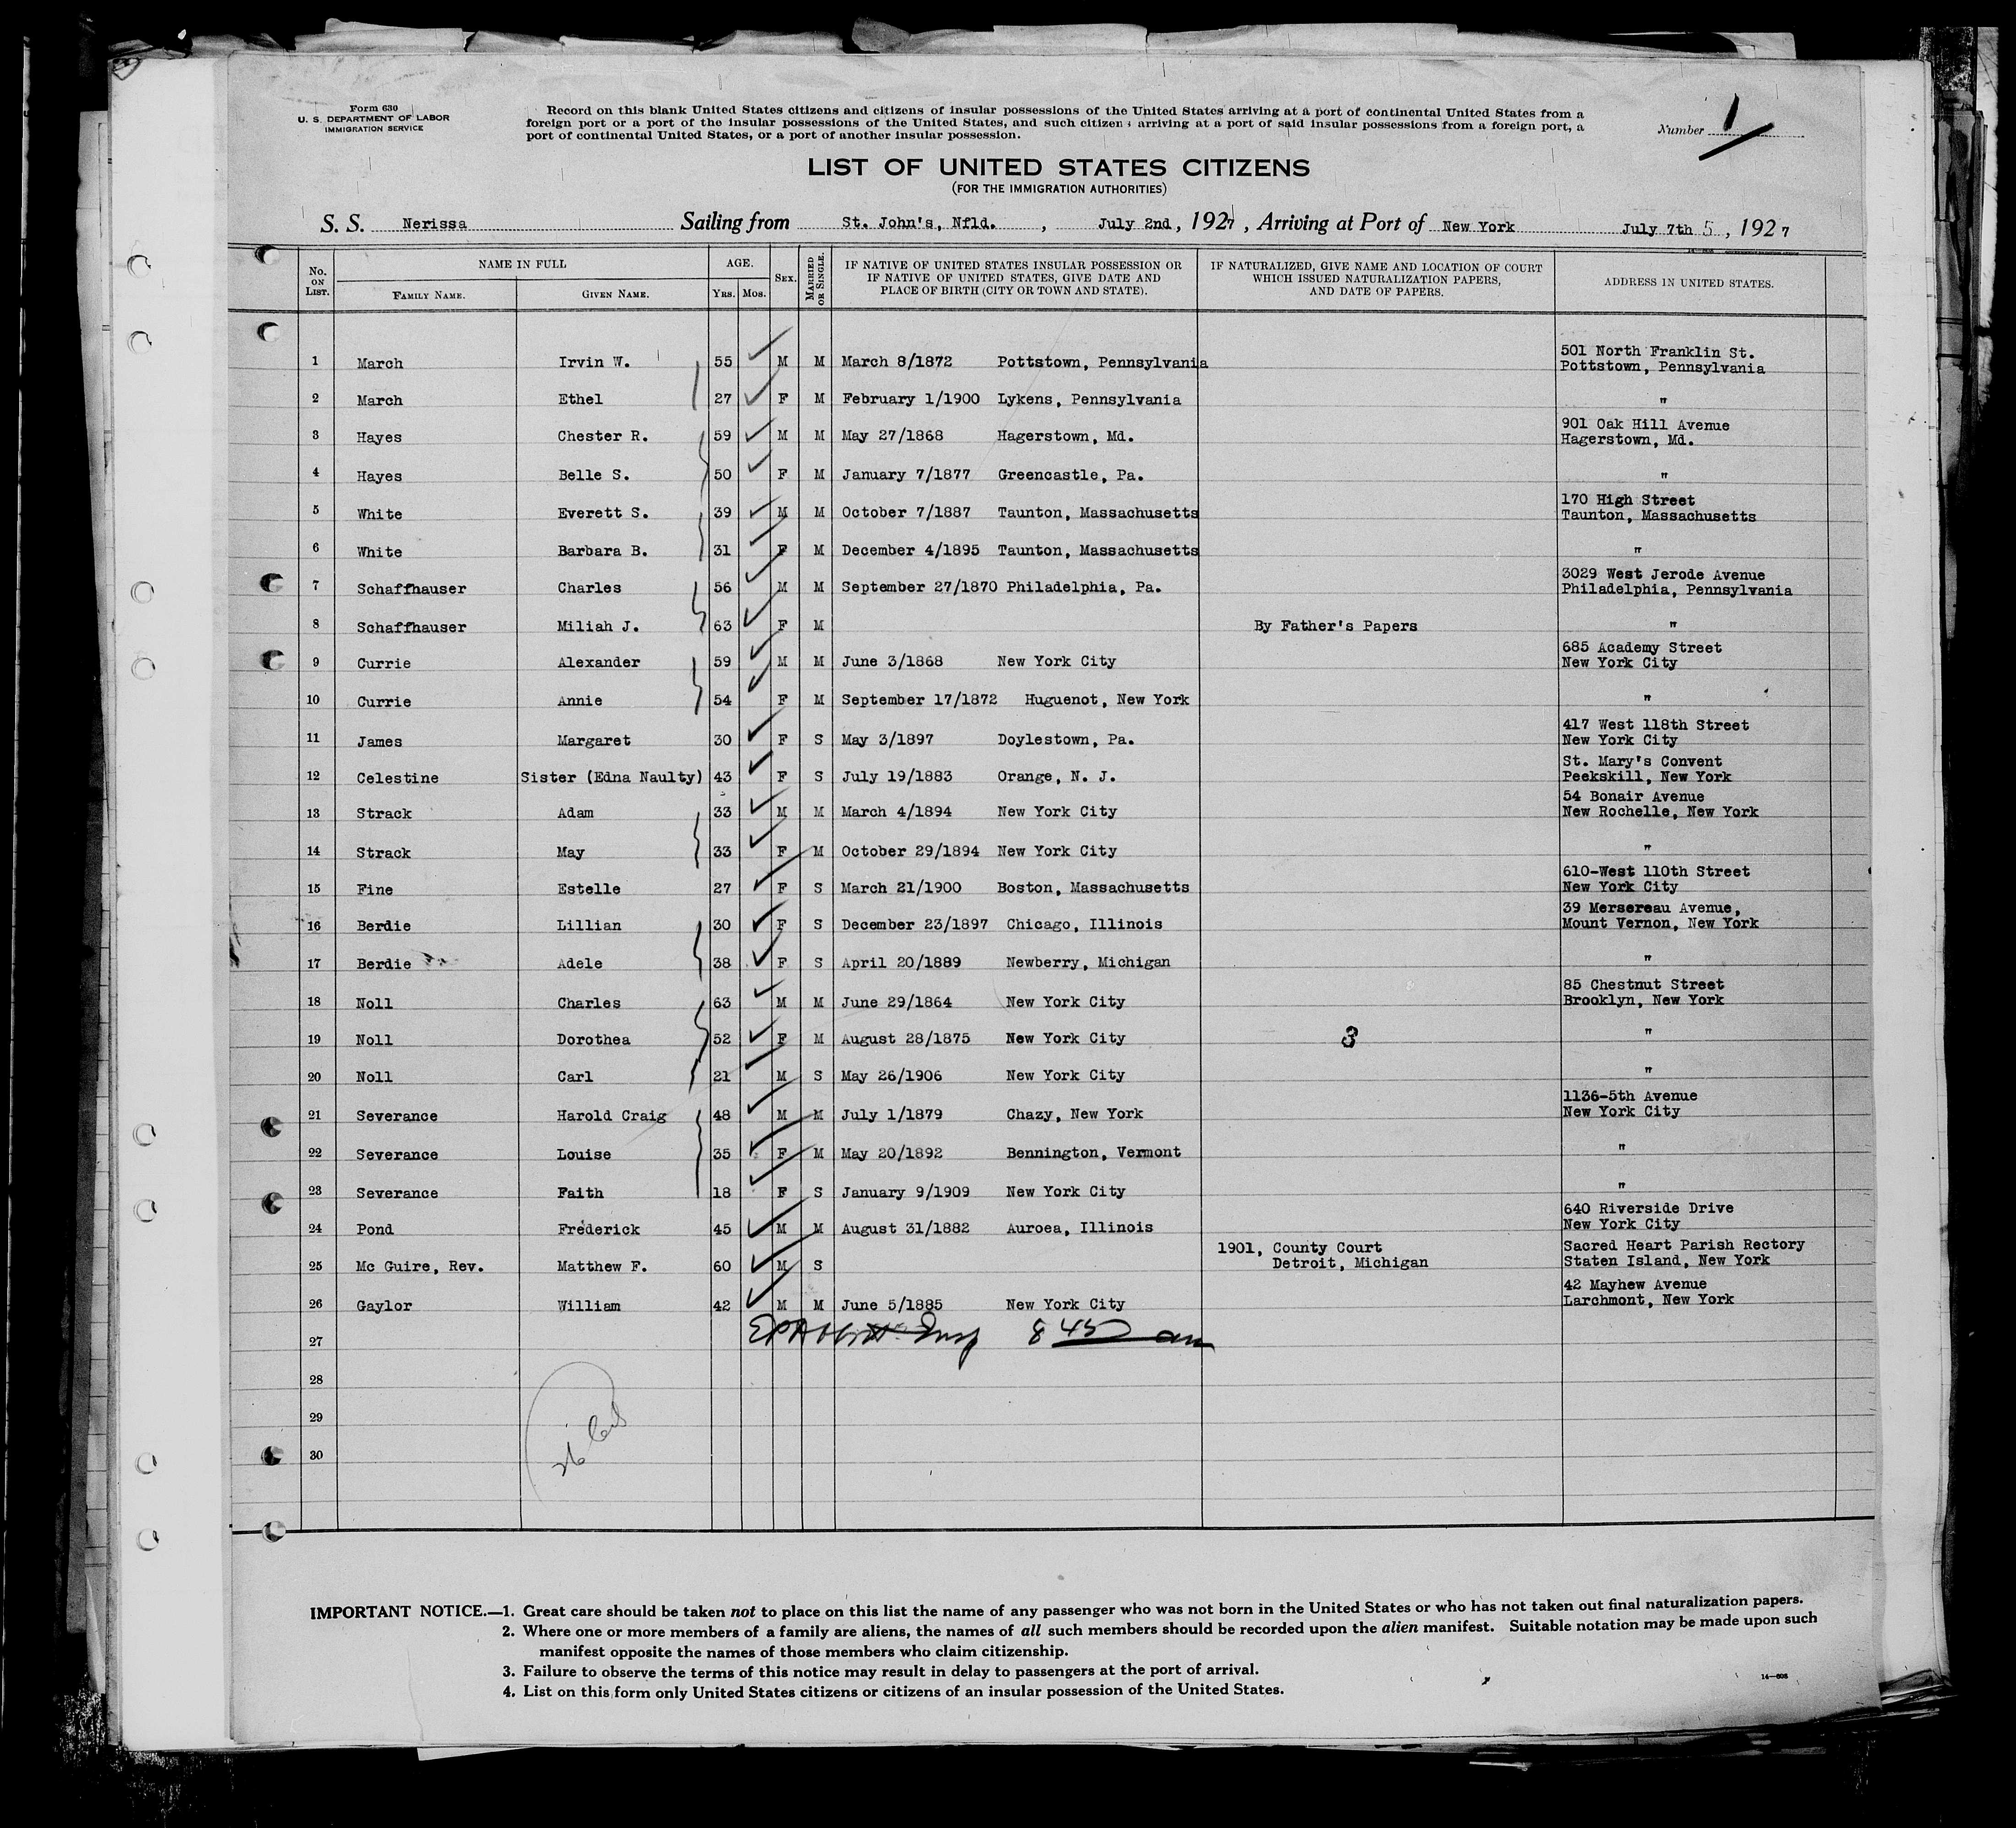 Form 630
U. S. DEPARTMENT OF LABOR
IMMIGRATION SERVICE
Record on this blank United States citizens and citizens of insular possessions of the United States arriving at a port of continental United States from a
foreign port or a port of the insular possessions of the United States, and such citizens arriving at a port of said insular possessions from a foreign port, a
port of continental United States, or a port of another insular possession.
Number 1
LIST OF UNITED STATES CITIZENS
(FOR THE IMMIGRATION AUTHORITIES)
S. S. Nerissa Sailing from St. John's, Nfld. , July 2nd, 1927, Arriving at Port of New York July 7th 5, 1927
No. ON LIST. NAME IN FULL AGE. SEX. MARRIED OR SINGLE. IF NATIVE OF UNITED STATES INSULAR POSSESSION OR IF NATIVE OF UNITED STATES, GIVE DATE AND PLACE OF BIRTH (CITY OR TOWN AND STATE). IF NATURALIZED, GIVE NAME AND LOCATION OF COURT WHICH ISSUED NATURALIZATION PAPERS, AND DATE OF PAPERS. ADDRESS IN UNITED STATES.
FAMILY NAME. GIVEN NAME. YRS. MOS.
501 North Franklin St.
1 March Irvin W. 55 M M March 8/1872 Pottstown, Pennsylvania Pottstown, Pennsylvania
2 March Ethel 27 F M February 1/1900 Lykens, Pennsylvania "
901 Oak Hill Avenue
3 Hayes Chester R. 59 M M May 27/1868 Hagerstown, Md. Hagerstown, Md.
4 Hayes Belle S. 50 F M January 7/1877 Greencastle, Pa. "
170 High Street
5 White Everett S. 39 M M October 7/1887 Taunton, Massachusetts Taunton, Massachusetts
6 White Barbara B. 31 F M December 4/1895 Taunton, Massachusetts "
3029 West Jerode Avenue
7 Schaffhauser Charles 56 M M September 27/1870 Philadelphia, Pa. Philadelphia, Pennsylvania
8 Schaffhauser Miliah J. 63 F M By Father's Papers "
685 Academy Street
9 Currie Alexander 59 M M June 3/1868 New York City New York City
10 Currie Annie 54 F M September 17/1872 Huguenot, New York "
417 West 118th Street
11 James Margaret 30 F S May 3/1897 Doylestown, Pa. New York City
St. Mary's Convent
12 Celestine Sister (Edna Naulty) 43 F S July 19/1883 Orange, N. J. Peekskill, New York
54 Bonair Avenue
13 Strack Adam 33 M M March 4/1894 New York City New Rochelle, New York
14 Strack May 33 F M October 29/1894 New York City "
610-West 110th Street
15 Fine Estelle 27 F S March 21/1900 Boston, Massachusetts New York City
39 Mersereau Avenue,
16 Berdie Lillian 30 F S December 23/1897 Chicago, Illinois Mount Vernon, New York
17 Berdie Adele 38 F S April 20/1889 Newberry, Michigan "
85 Chestnut Street
18 Noll Charles 63 M M June 29/1864 New York City Brooklyn, New York
19 Noll Dorothea 52 F M August 28/1875 New York City 3 "
20 Noll Carl 21 M S May 26/1906 New York City "
1136-5th Avenue
21 Severance Harold Craig 48 M M July 1/1879 Chazy, New York New York City
22 Severance Louise 35 F M May 20/1892 Bennington, Vermont "
23 Severance Faith 18 F S January 9/1909 New York City "
640 Riverside Drive
24 Pond Frederick 45 M M August 31/1882 Auroea, Illinois New York City
1901, County Court Sacred Heart Parish Rectory
25 Mc Guire, Rev. Matthew F. 60 M S Detroit, Michigan Staten Island, New York
42 Mayhew Avenue
26 Gaylor William 42 M M June 5/1885 New York City Larchmont, New York
27 Insp 8 45 am
28
29
30
IMPORTANT NOTICE.—1. Great care should be taken not to place on this list the name of any passenger who was not born in the United States or who has not taken out final naturalization papers.
2. Where one or more members of a family are aliens, the names of all such members should be recorded upon the alien manifest. Suitable notation may be made upon such
manifest opposite the names of those members who claim citizenship.
3. Failure to observe the terms of this notice may result in delay to passengers at the port of arrival.
4. List on this form only United States citizens or citizens of an insular possession of the United States.